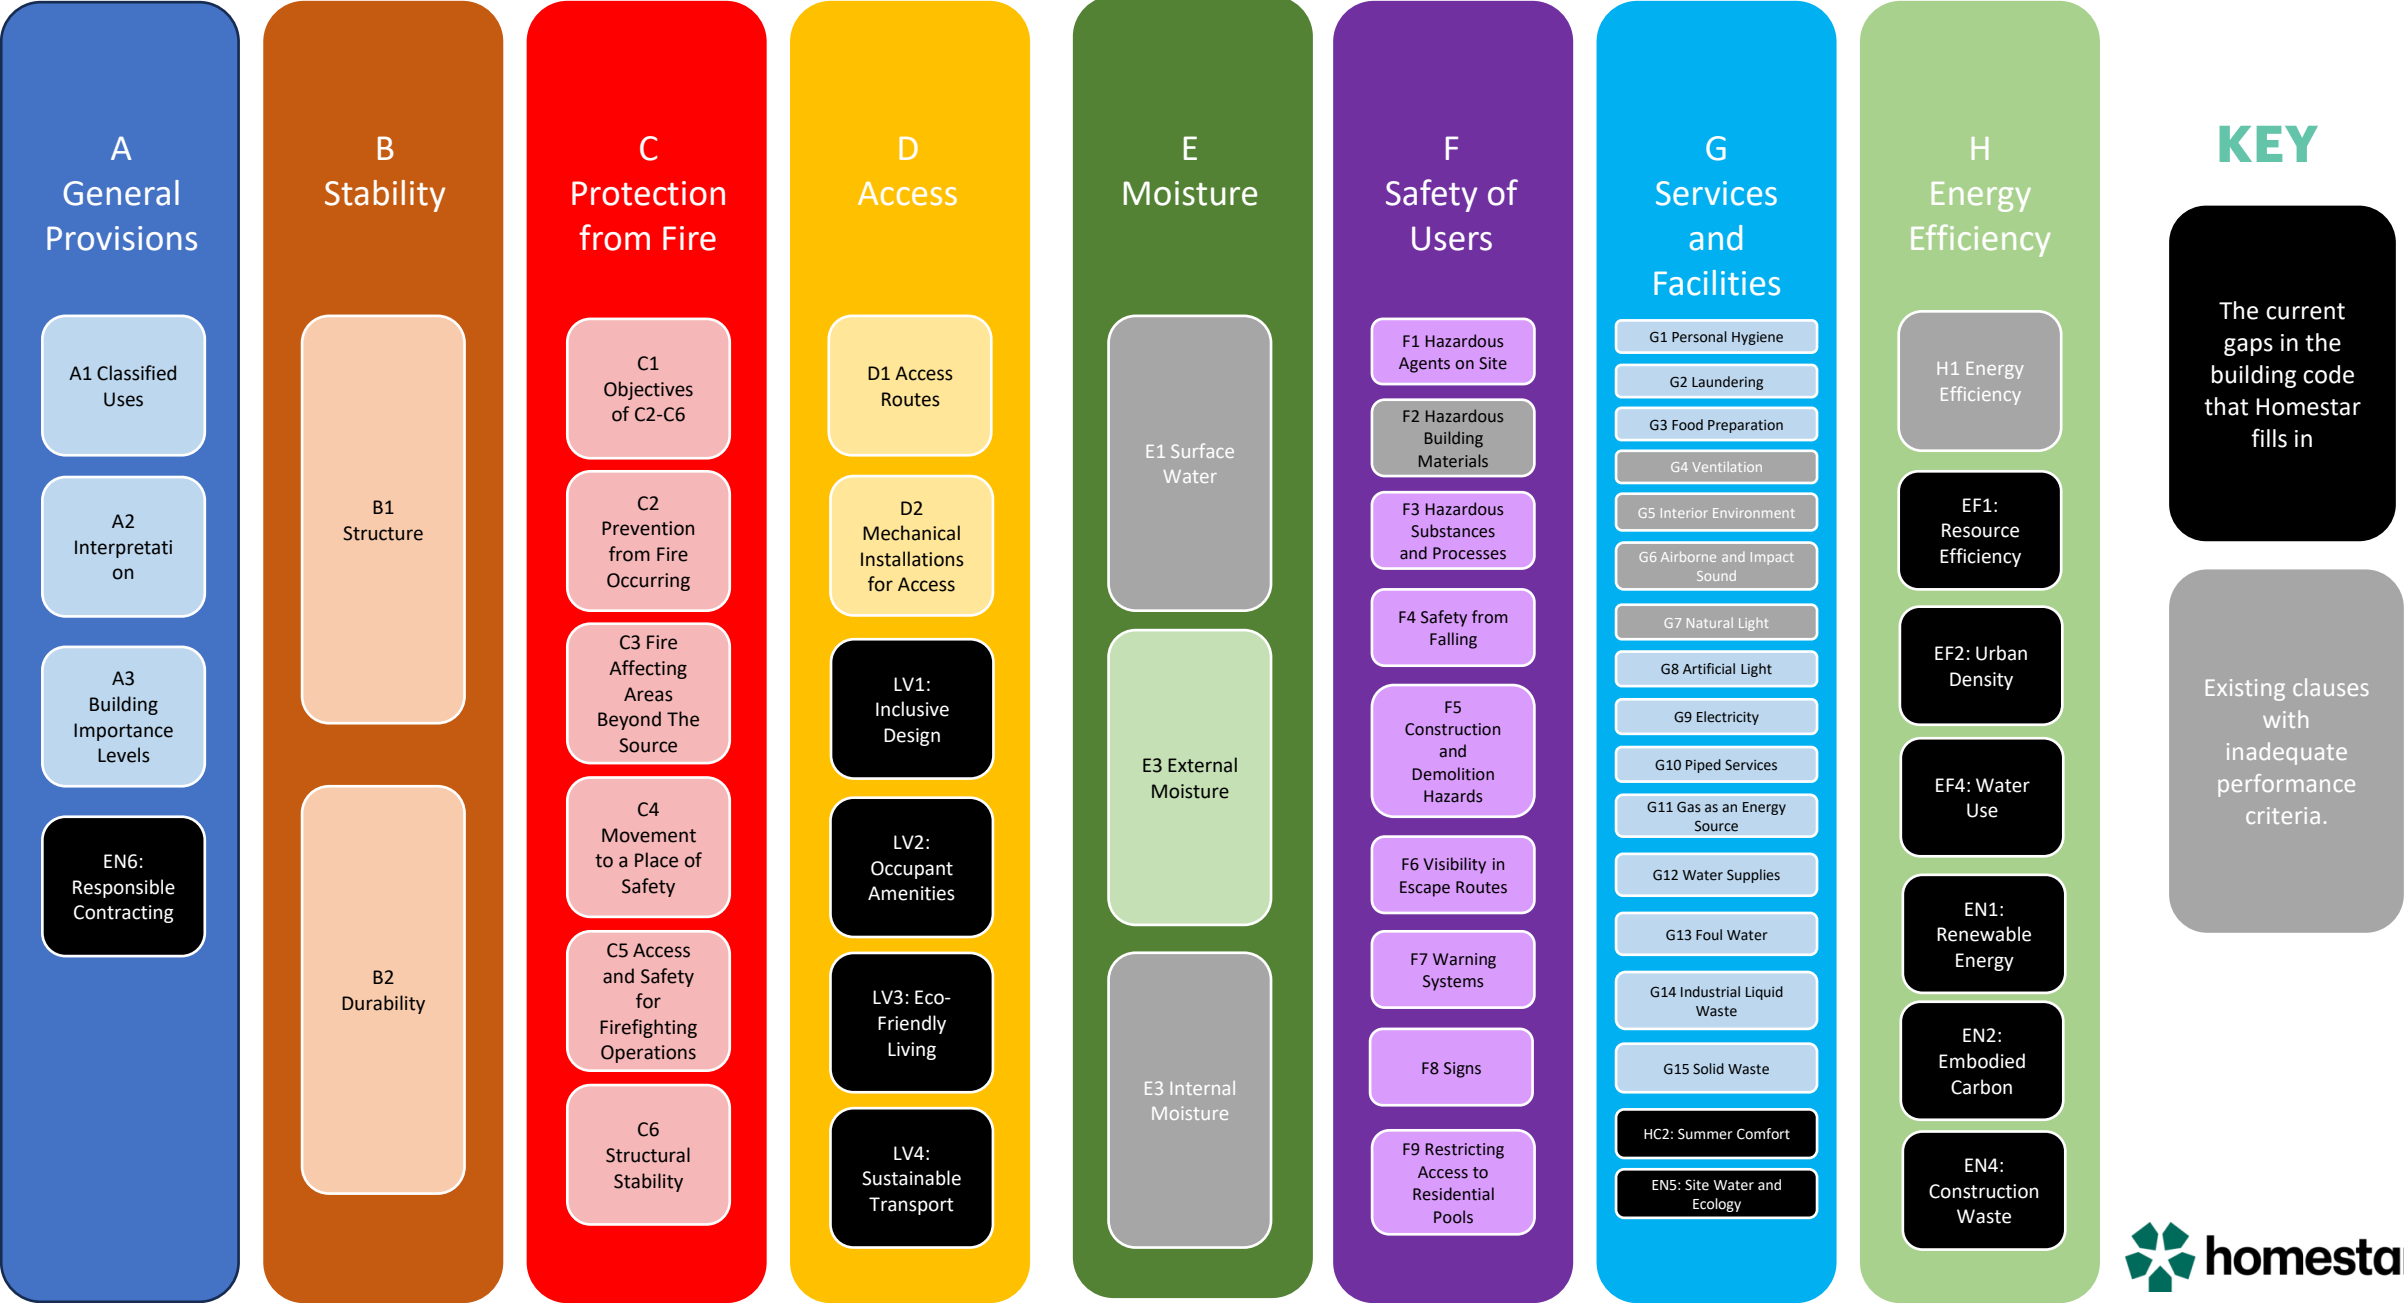 A
General
Provisions
A1 Classified
Uses
A2
Interpretati
on
A3
Building
Importance
Levels
EN6:
Responsible
Contracting
B
Stability
B1
Structure
B2
Durability
C
Protection
from Fire
C1
Objectives
of C2-C6
C2
Prevention
from Fire
Occurring
C3 Fire
Affecting
Areas
Beyond The
Source
C4
Movement
to a Place of
Safety
C5 Access
and Safety
for
Firefighting
Operations
C6
Structural
Stability
D
Access
D1 Access
Routes
D2
Mechanical
Installations
for Access
LV1:
Inclusive
Design
LV2:
Occupant
Amenities
LV3: Eco-
Friendly
Living
LV4:
Sustainable
Transport
E
Moisture
E1 Surface
Water
E3 External
Moisture
E3 Internal
Moisture
F
Safety of
Users
F1 Hazardous
Agents on Site
F2 Hazardous
Building
Materials
F3 Hazardous
Substances
and Processes
F4 Safety from
Falling
F5
Construction
and
Demolition
Hazards
F6 Visibility in
Escape Routes
F7 Warning
Systems
F8 Signs
F9 Restricting
Access to
Residential
Pools
G
Services
and
Facilities
G1 Personal Hygiene
G2 Laundering
G3 Food Preparation
G4 Ventilation
G5 Interior Environment
G6 Airborne and Impact
Sound
G7 Natural Light
G8 Artificial Light
G9 Electricity
G10 Piped Services
G11 Gas as an Energy
Source
G12 Water Supplies
G13 Foul Water
G14 Industrial Liquid
Waste
G15 Solid Waste
HC2: Summer Comfort
EN5: Site Water and
Ecology
H
Energy
Efficiency
H1 Energy
Efficiency
EF1:
Resource
Efficiency
EF2: Urban
Density
EF4: Water
Use
EN1:
Renewable
Energy
EN2:
Embodied
Carbon
EN4:
Construction
Waste
KEY
The current
gaps in the
building code
that Homestar
fills in
Existing clauses
with
inadequate
performance
criteria.
homesta